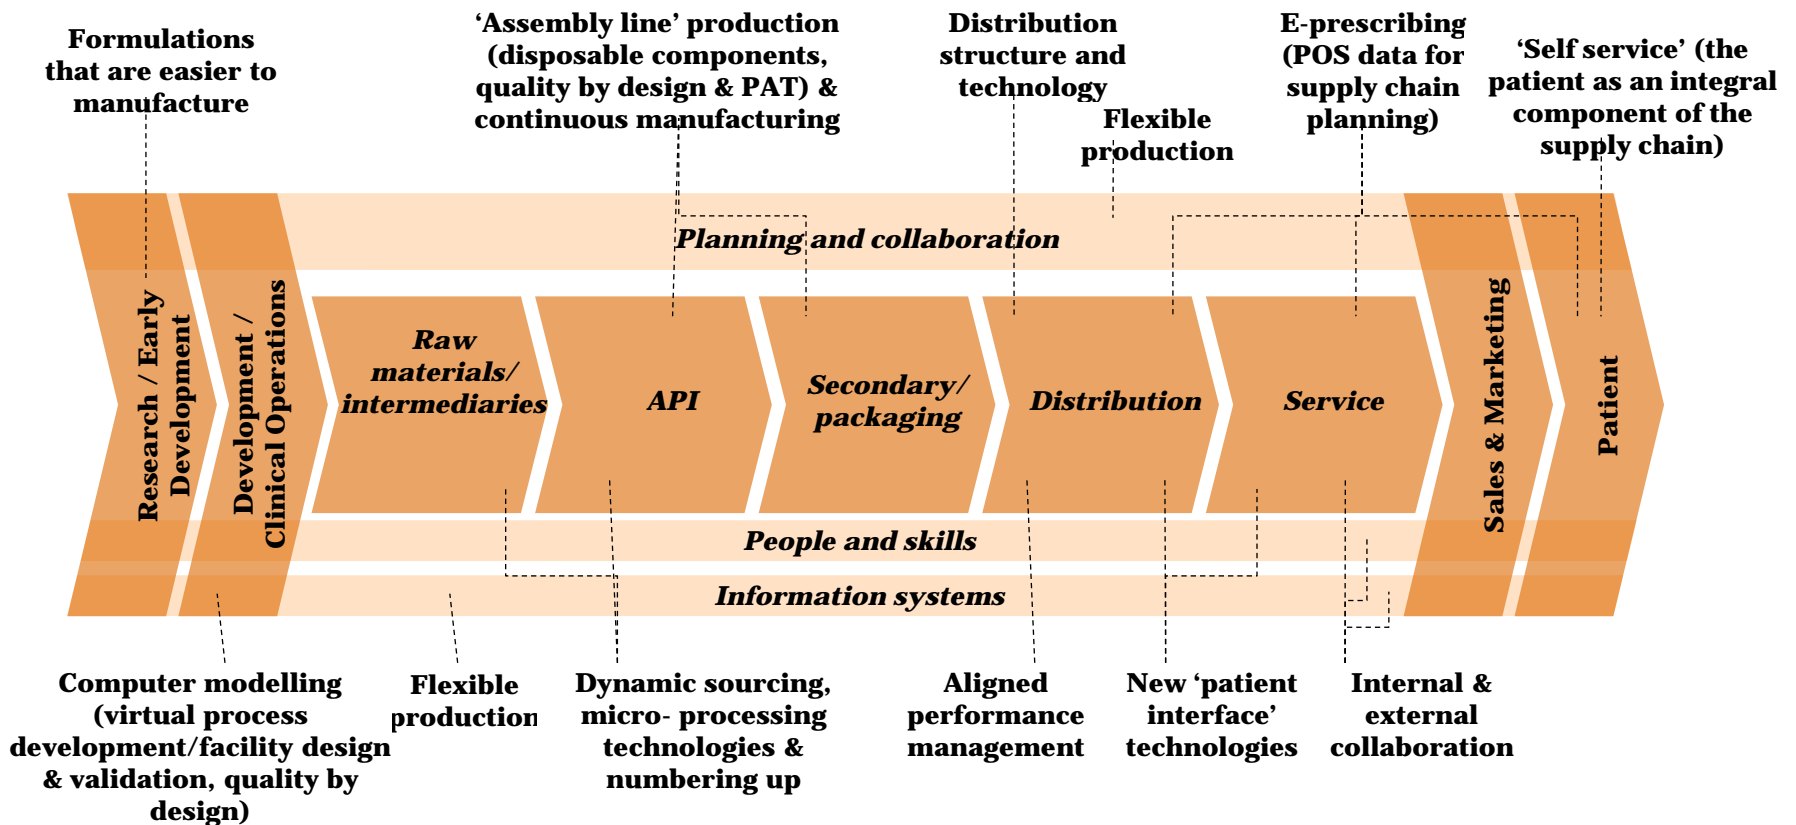 Formulations
that are easier to
manufacture
‘Assembly line’ production
(disposable components,
quality by design & PAT) &
continuous manufacturing
Distribution
structure and
technology
Flexible
production
E-prescribing
(POS data for
supply chain
planning)
‘Self service’ (the
patient as an integral
component of the
supply chain)
Planning and collaboration
Research / Early
Development
Development /
Clinical Operations
Raw
materials/
intermediaries
API
Secondary/
packaging
Distribution
Service
Sales & Marketing
Patient
People and skills
Information systems
Computer modelling
(virtual process
development/facility design
& validation, quality by
design)
Flexible
production
Dynamic sourcing,
micro- processing
technologies &
numbering up
Aligned
performance
management
New ‘patient
interface’
technologies
Internal &
external
collaboration